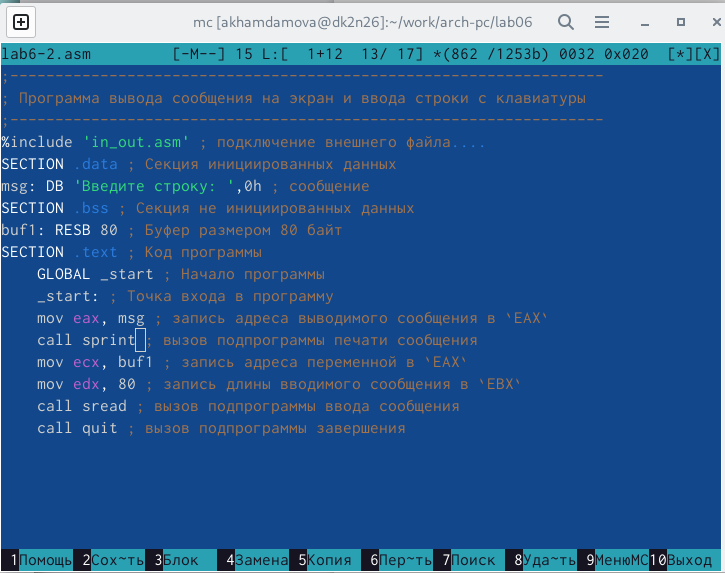 mc [akhamdamova@dk2n26]:~/work/arch-pc/lab06
lab6-2.asm [-M--] 15 L:[ 1+12 13/ 17] *(862 /1253b) 0032 0x020 [*][X]
;------------------------------------------------------------------
; Программа вывода сообщения на экран и ввода строки с клавиатуры
;------------------------------------------------------------------
%include 'in_out.asm' ; подключение внешнего файла....
SECTION .data ; Секция инициированных данных
msg: DB 'Введите строку: ',0h ; сообщение
SECTION .bss ; Секция не инициированных данных
buf1: RESB 80 ; Буфер размером 80 байт
SECTION .text ; Код программы
GLOBAL _start ; Начало программы
_start: ; Точка входа в программу
mov eax, msg ; запись адреса выводимого сообщения в `EAX`
call sprint ; вызов подпрограммы печати сообщения
mov ecx, buf1 ; запись адреса переменной в `EAX`
mov edx, 80 ; запись длины вводимого сообщения в `EBX`
call sread ; вызов подпрограммы ввода сообщения
call quit ; вызов подпрограммы завершения
1Помощь 2Сох~ть 3Блок 4Замена 5Копия 6Пер~ть 7Поиск 8Уда~ть 9МенюMC 10Выход